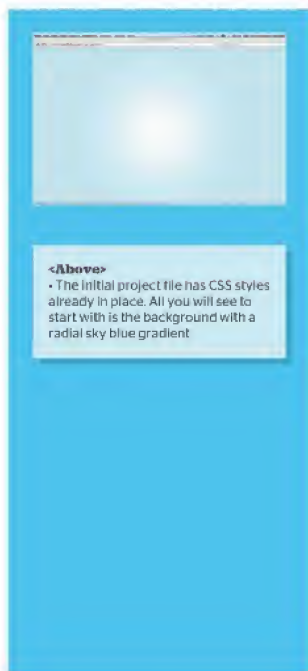 <Above>
• The initial project file has CSS styles
already in place. All you will see to
start with is the background with a
radial sky blue gradient